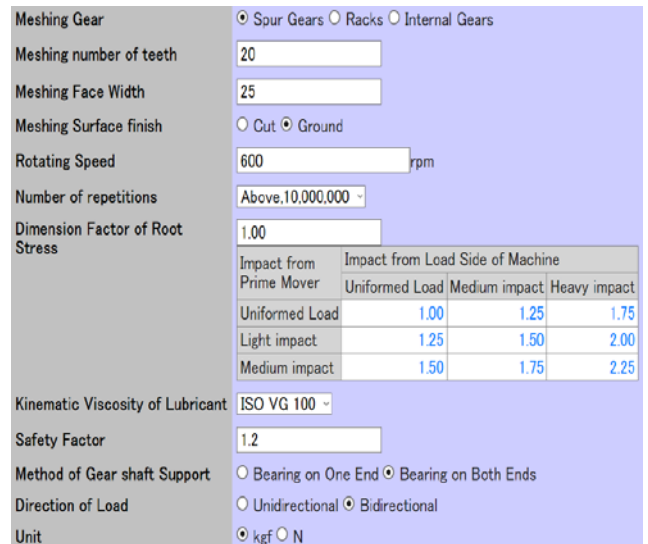 Meshing Gear Spur Gears Racks Internal Gears
Meshing number of teeth 20
Meshing Face Width 25
Meshing Surface finish Cut Ground
Rotating Speed 600 rpm
Number of repetitions Above,10,000,000
Dimension Factor of Root Stress 1.00
Impact from Prime Mover Impact from Load Side of Machine
Uniformed Load Medium impact Heavy impact
Uniformed Load 1.00 1.25 1.75
Light impact 1.25 1.50 2.00
Medium impact 1.50 1.75 2.25
Kinematic Viscosity of Lubricant ISO VG 100
Safety Factor 1.2
Method of Gear shaft Support Bearing on One End Bearing on Both Ends
Direction of Load Unidirectional Bidirectional
Unit kgf N